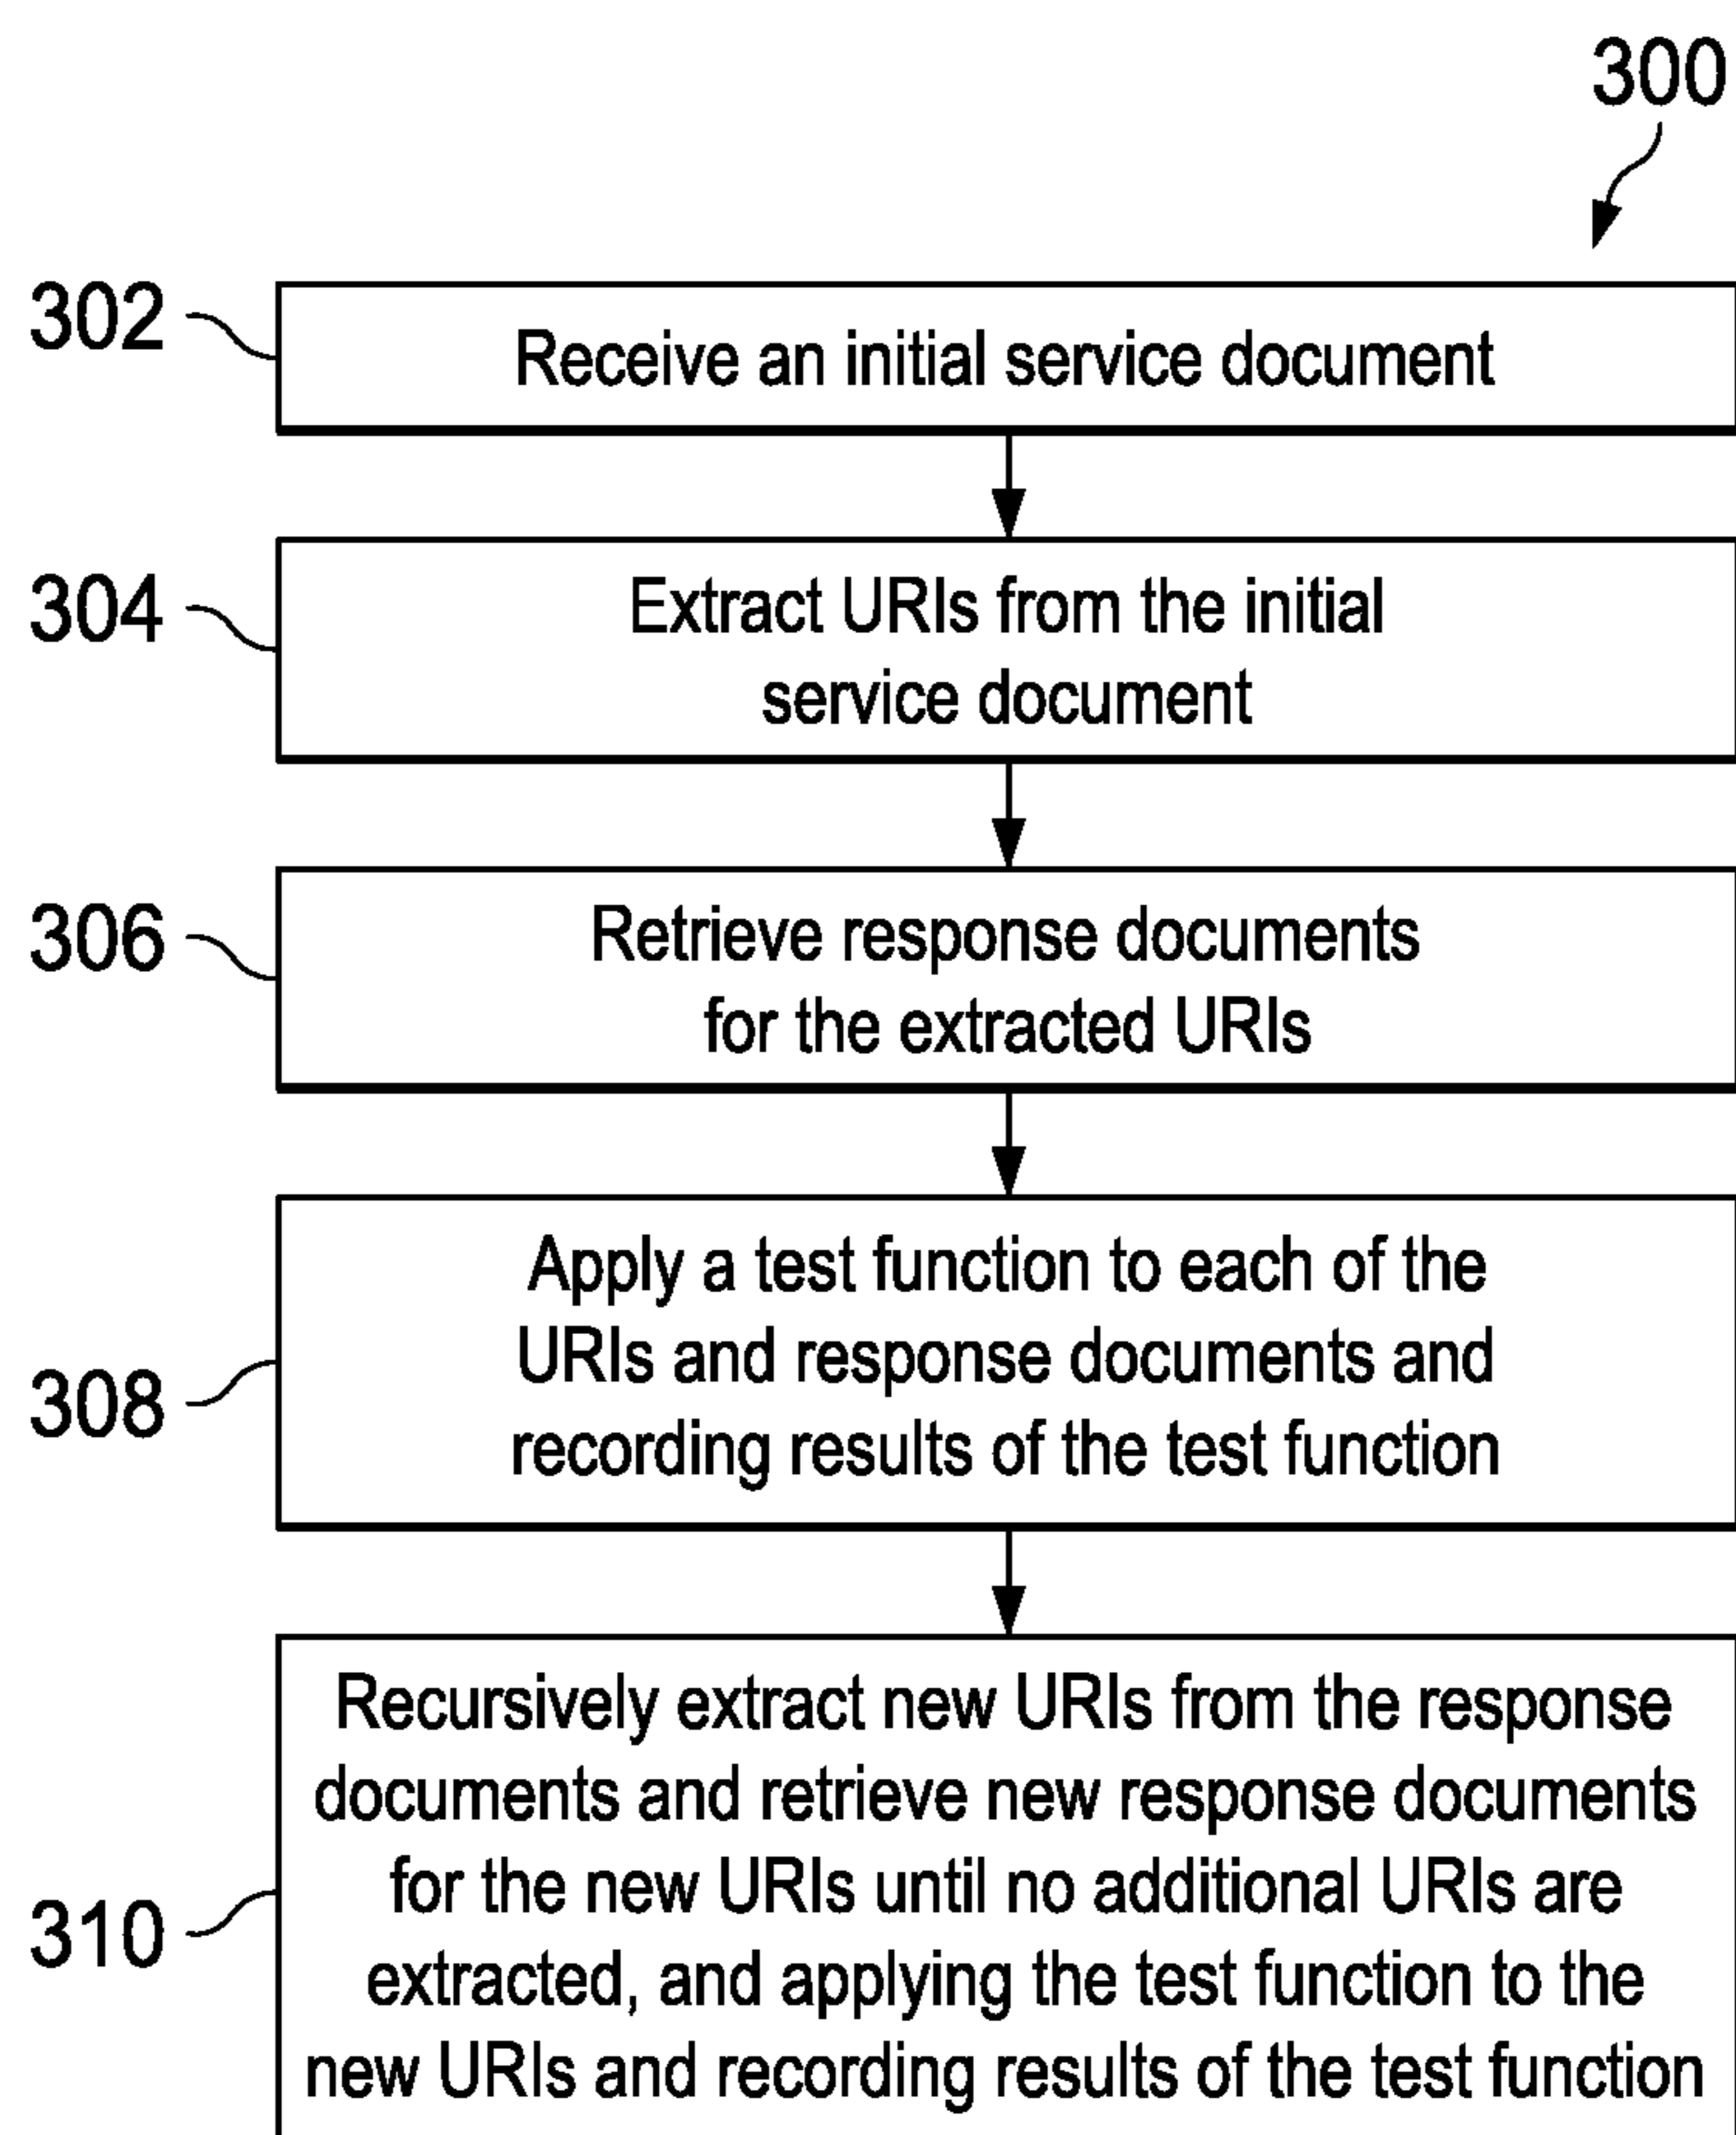 300
302
Receive an initial service document
304
Extract URIs from the initial
service document
306
Retrieve response documents
for the extracted URIs
308
Apply a test function to each of the
URIs and response documents and
recording results of the test function
310
Recursively extract new URIs from the response
documents and retrieve new response documents
for the new URIs until no additional URIs are
extracted, and applying the test function to the
new URIs and recording results of the test function